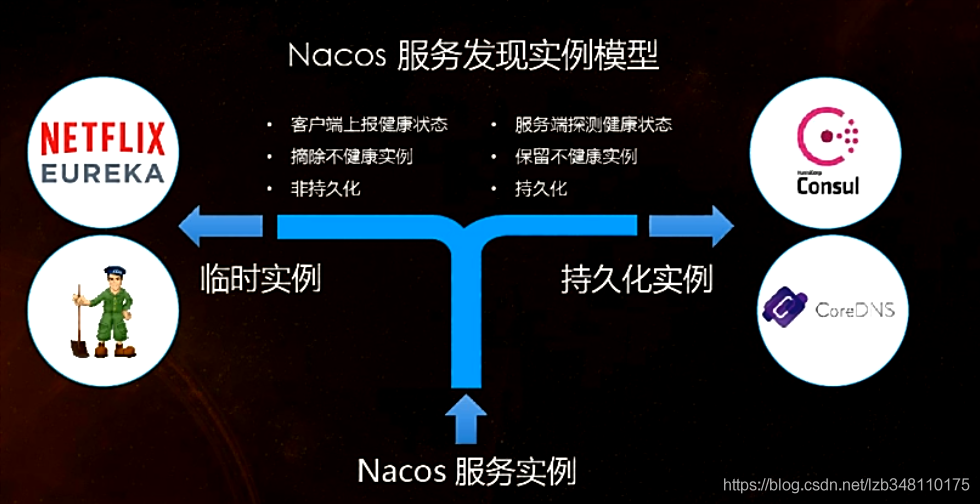 Nacos 服务发现实例模型
NETFLIX
EUREKA
• 客户端上报健康状态
• 摘除不健康实例
• 非持久化
• 服务端探测健康状态
• 保留不健康实例
• 持久化
HashiCorp
Consul
临时实例
持久化实例
CoreDNS
Nacos 服务实例
https://blog.csdn.net/lzb348110175